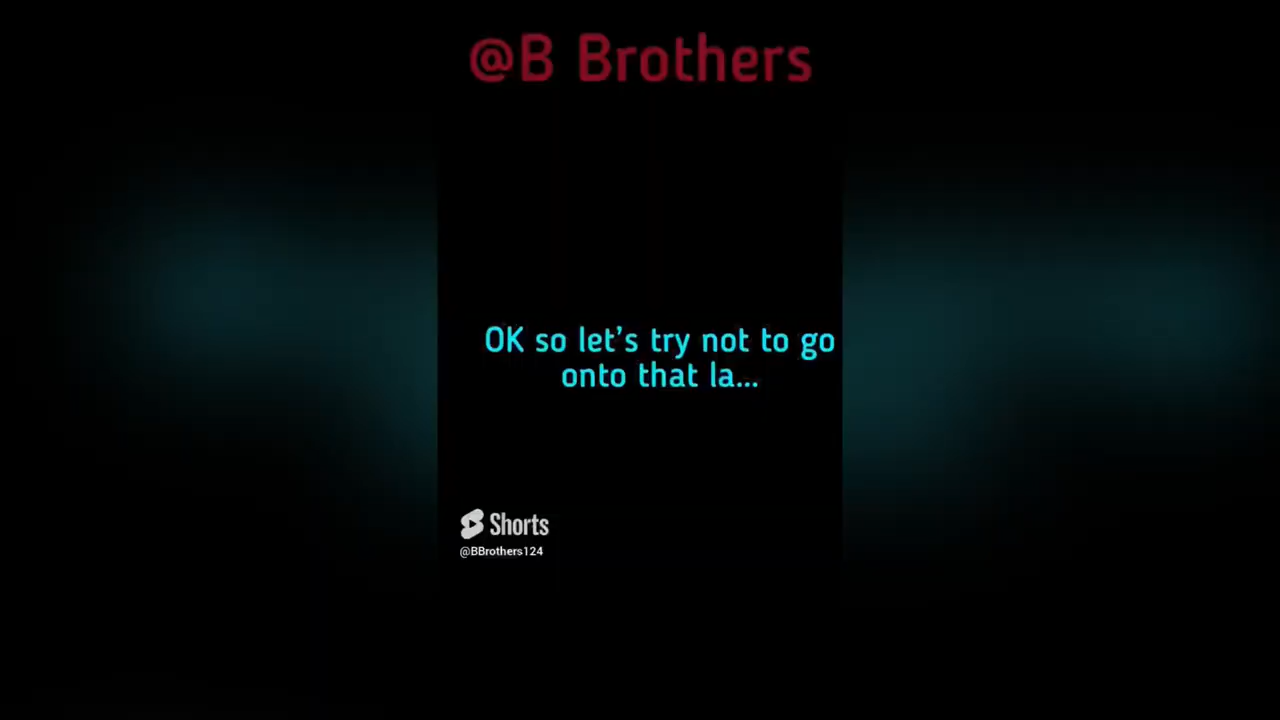 @B Brothers
OK so let’s try not to go
onto that la...
Shorts
@BBrothers124